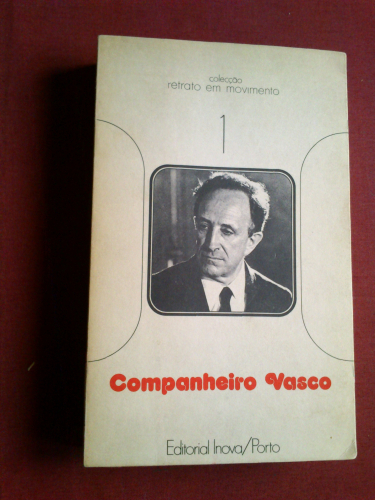 colecção
retrato em movimento
1
Companheiro Vasco
Editorial Inova/Porto